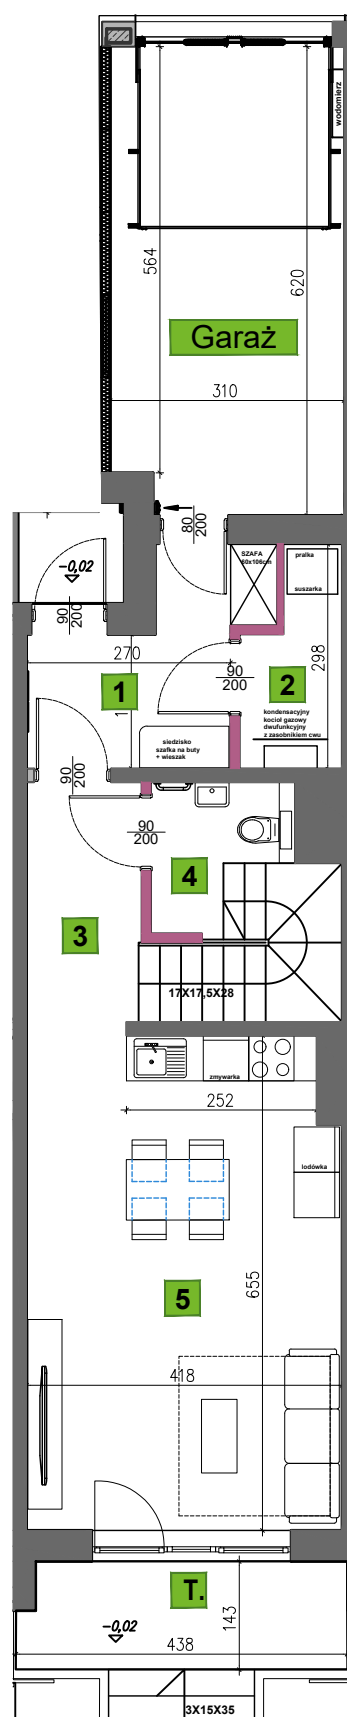 wodomierz
564
620
Garaż
310
80
200
SZAFA
60x106cm
pralka
suszarka
-0,02
90
200
270
1
90
200
2
298
kondensacyjny
kocioł gazowy
dwufunkcyjny
z zasobnikiem cwu
siedzisko
szafka na buty
+ wieszak
90
200
90
200
4
3
17X17,5X28
zmywarka
252
lodówka
5
655
418
T.
143
-0,02
438
3X15X35